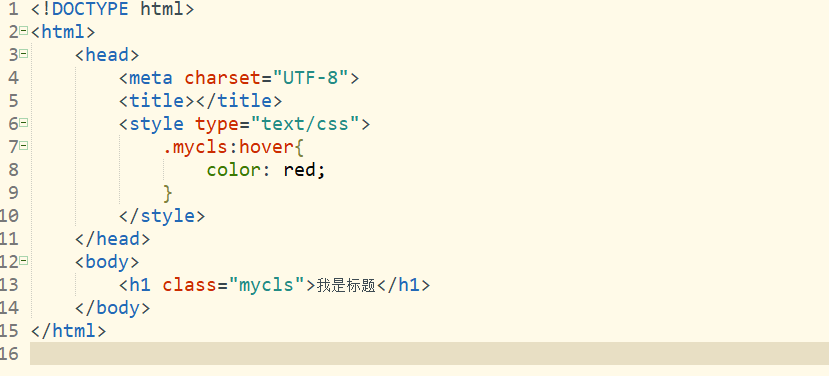 1 <!DOCTYPE html>
2 <html>
3     <head>
4         <meta charset="UTF-8">
5         <title></title>
6         <style type="text/css">
7             .mycls:hover{
8                 color: red;
9             }
10         </style>
11     </head>
12     <body>
13         <h1 class="mycls">我是标题</h1>
14     </body>
15 </html>
16